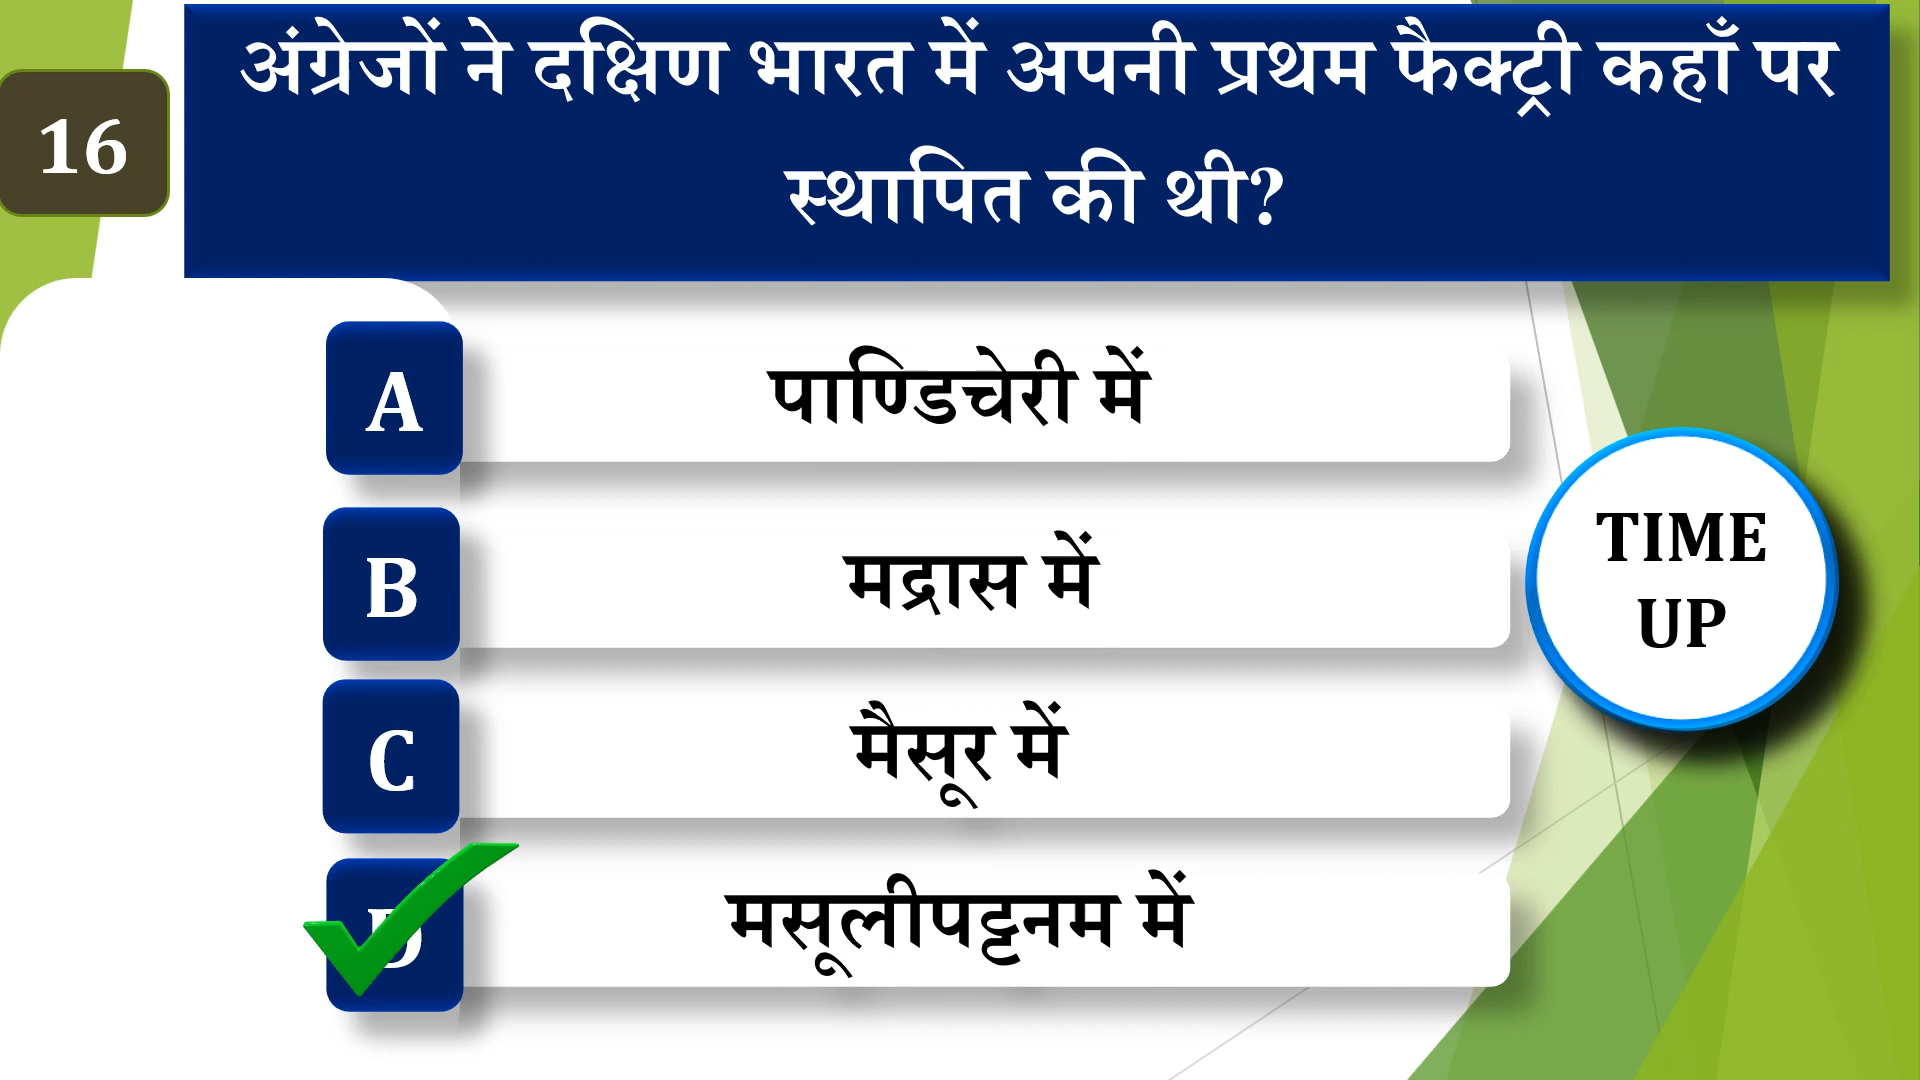 16
अंग्रेजों ने दक्षिण भारत में अपनी प्रथम फैक्ट्री कहाँ पर
स्थापित की थी?
A
पाण्डिचेरी में
B
मद्रास में
C
मैसूर में
D
मसूलीपट्टनम में
TIME
UP